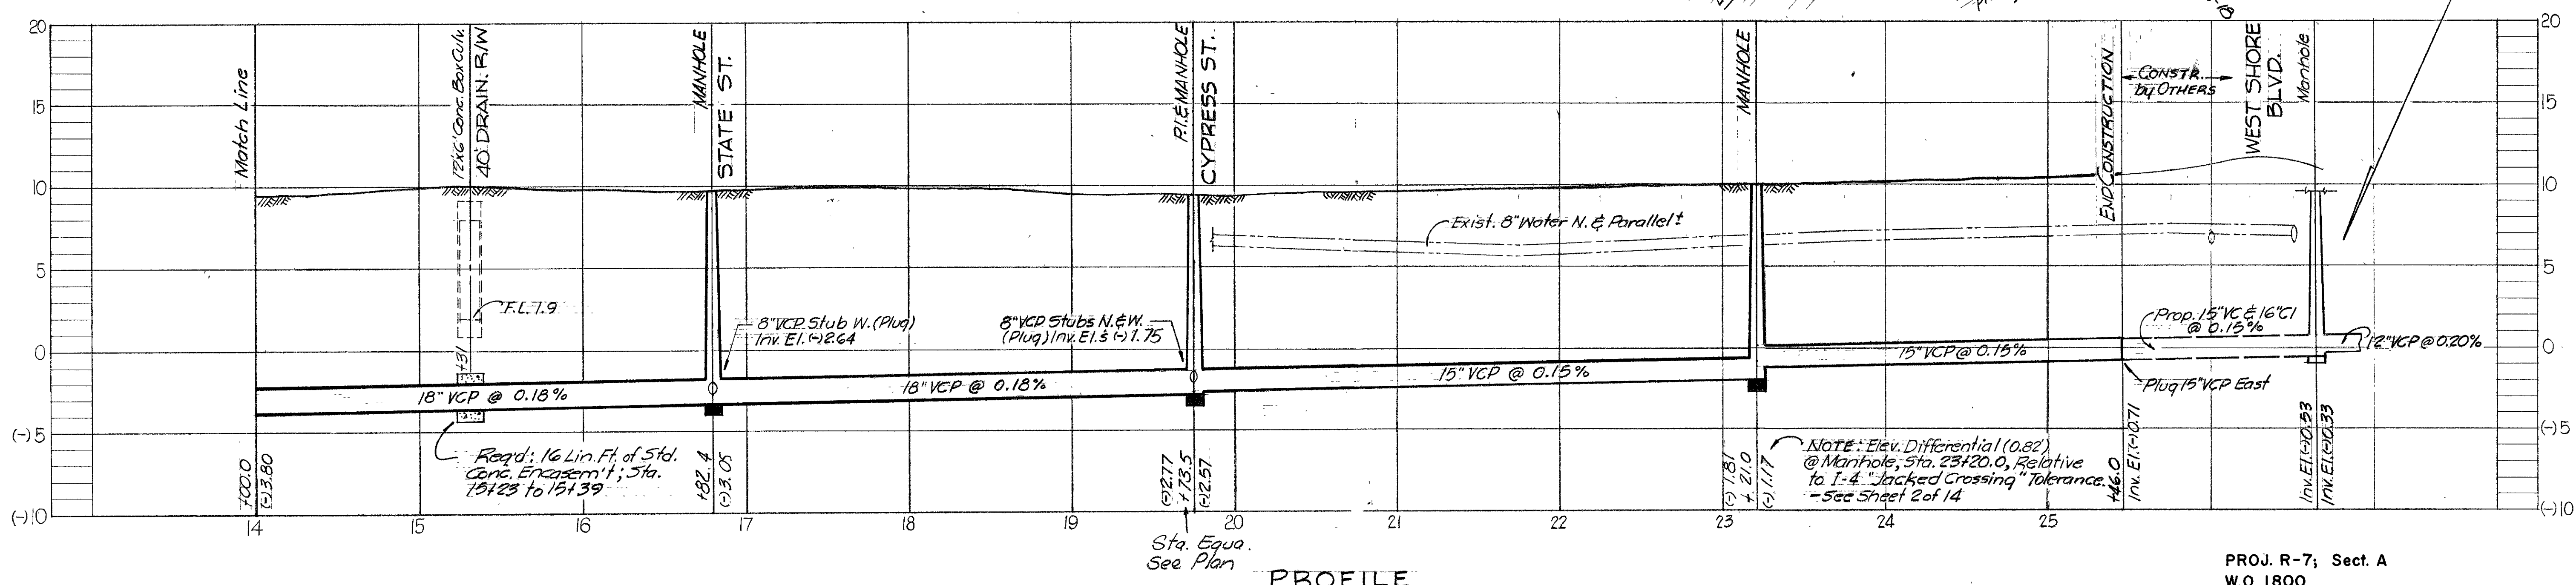 20
15
10
5
0
(-)5
(-)10
Match Line
12'x6' Conc. Box Culv.
40' DRAIN. R/W
MANHOLE
STATE ST.
P.I. & MANHOLE
CYPRESS ST.
MANHOLE
END CONSTRUCTION
CONSTR.
by OTHERS
WEST SHORE
BLVD.
Manhole
20
15
10
5
0
(-)5
(-)10
Exist. 8" Water N. & Parallel ±
F.L. 1.9
+31
8" VCP Stub W. (Plug)
Inv. El. (-)2.64
8" VCP Stubs N. & W.
(Plug) Inv. El.s (-)1.75
Prop. 15" VC & 16" CI
@ 0.15%
12" VCP @ 0.20%
18" VCP @ 0.18%
18" VCP @ 0.18%
15" VCP @ 0.15%
15" VCP @ 0.15%
Plug 15" VCP East
Req'd: 16 Lin. Ft. of Std.
Conc. Encasem't; Sta.
15+23 to 15+39
NOTE: Elev. Differential (0.82')
@ Manhole, Sta. 23+20.0, Relative
to I-4 "Jacked Crossing" Tolerance.
- See Sheet 2 of 14
+00.0
(-)3.80
+82.4
(-)3.05
(-)2.77
+73.5
(-)2.57
(-)1.81
+21.0
(-)1.17
+46.0
Inv. El. (-)0.71
Inv. El. (-)0.53
Inv. El. (-)0.33
14
15
16
17
18
19
20
21
22
23
24
25
Sta. Equa.
See Plan
PROFILE
PROJ. R-7; Sect. A
W.O. 1800